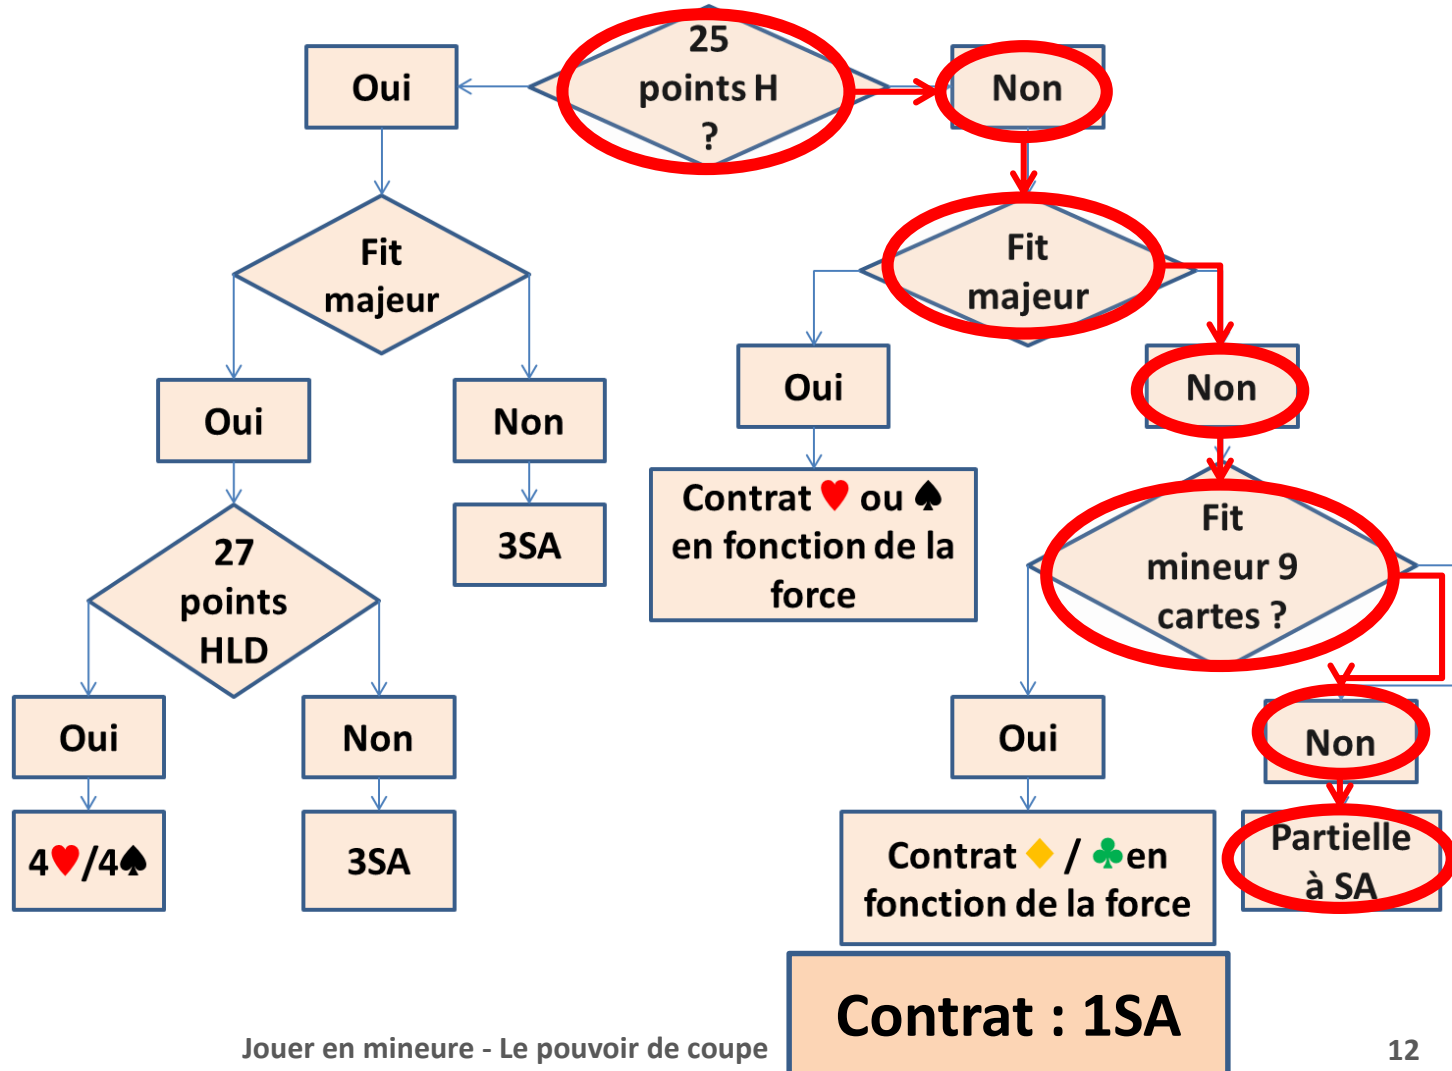 25
points H
?
Oui
Non
Fit
majeur
Fit
majeur
Oui
Non
Oui
Non
3SA
Contrat ♥ ou ♠
en fonction de la
force
27
points
HLD
Fit
mineur 9
cartes ?
Oui
Non
Oui
Non
4♥/4♠
3SA
Contrat ♦ / ♣en
fonction de la force
Partielle
à SA
Contrat : 1SA
Jouer en mineure - Le pouvoir de coupe
12